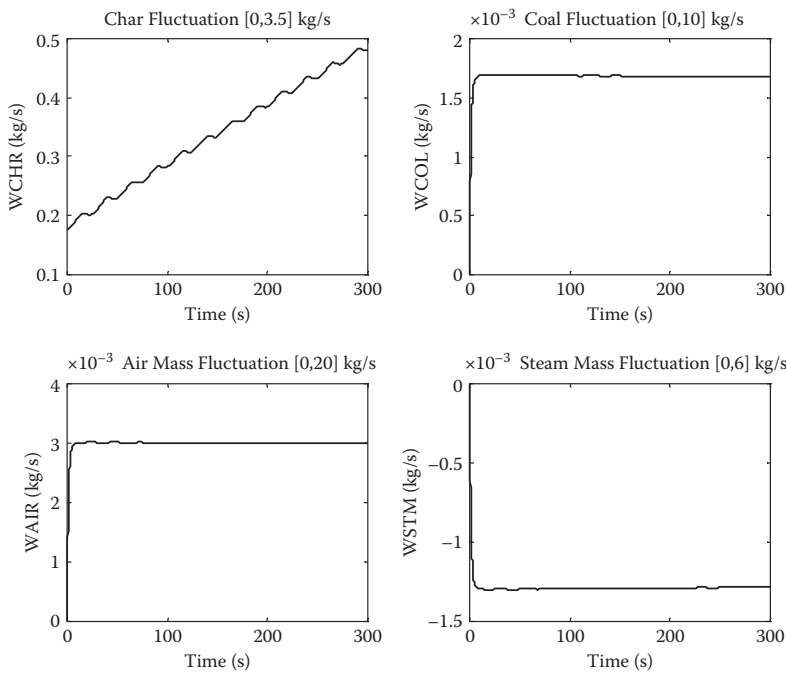 Char Fluctuation [0,3.5] kg/s
0.5
0.4
0.3
0.2
0.1
WCHR (kg/s)
0
100
200
300
Time (s)
×10⁻³ Coal Fluctuation [0,10] kg/s
2
1.5
1
0.5
0
WCOL (kg/s)
0
100
200
300
Time (s)
×10⁻³ Air Mass Fluctuation [0,20] kg/s
4
3
2
1
0
WAIR (kg/s)
0
100
200
300
Time (s)
×10⁻³ Steam Mass Fluctuation [0,6] kg/s
0
−0.5
−1
−1.5
WSTM (kg/s)
0
100
200
300
Time (s)